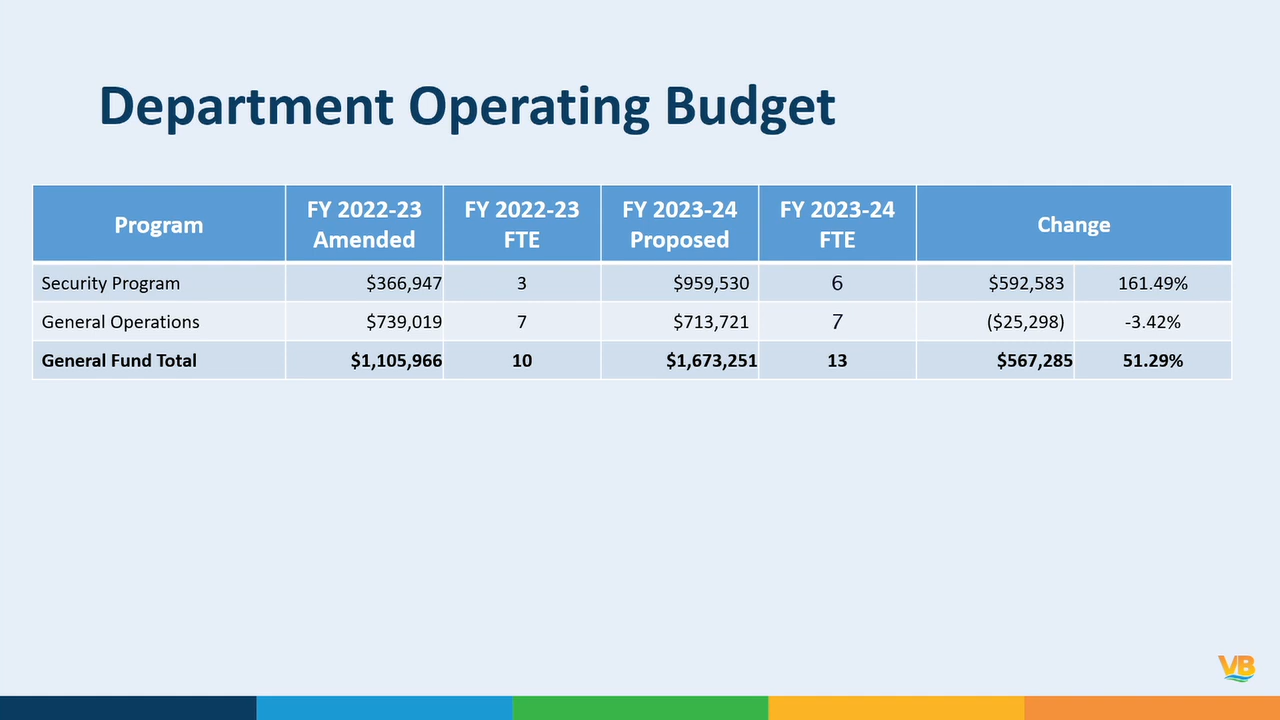 Department Operating Budget
Program FY 2022-23 Amended FY 2022-23 FTE FY 2023-24 Proposed FY 2023-24 FTE Change
Security Program $366,947 3 $959,530 6 $592,583 161.49%
General Operations $739,019 7 $713,721 7 ($25,298) -3.42%
General Fund Total $1,105,966 10 $1,673,251 13 $567,285 51.29%
VB